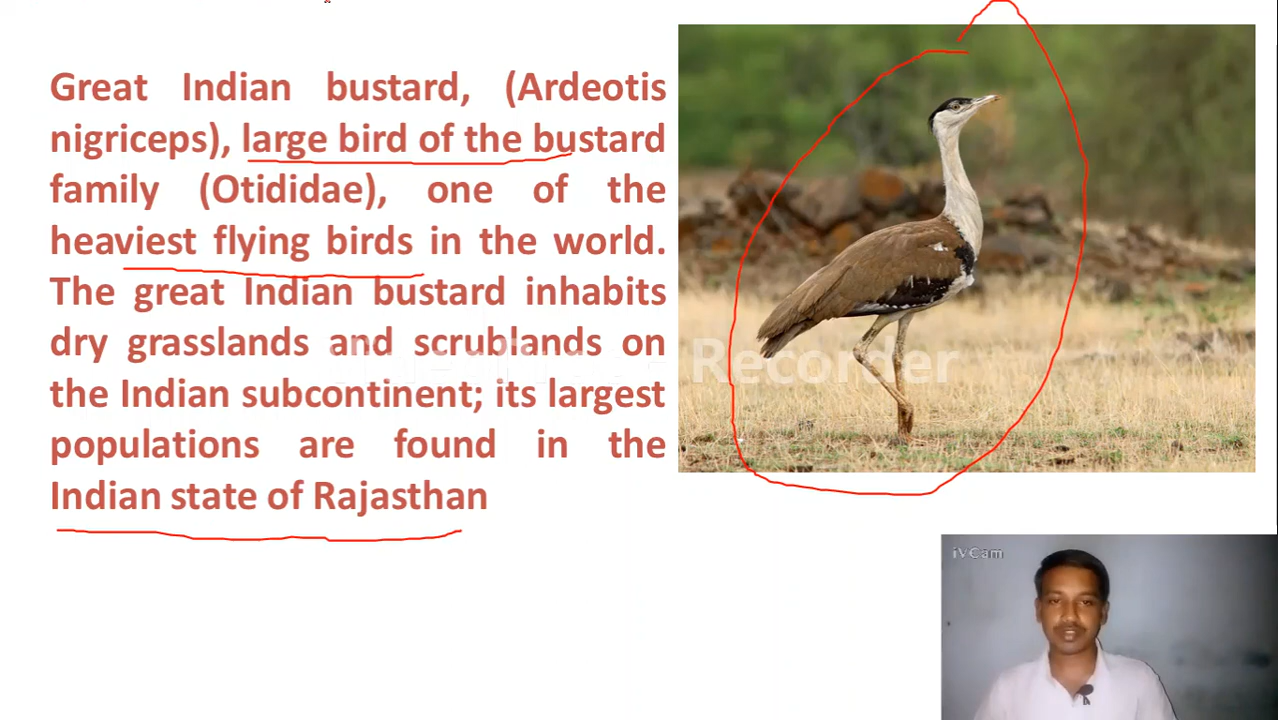 Great Indian bustard, (Ardeotis
nigriceps), large bird of the bustard
family (Otididae), one of the
heaviest flying birds in the world.
The great Indian bustard inhabits
dry grasslands and scrublands on
the Indian subcontinent; its largest
populations are found in the
Indian state of Rajasthan
Recorder
iVCam